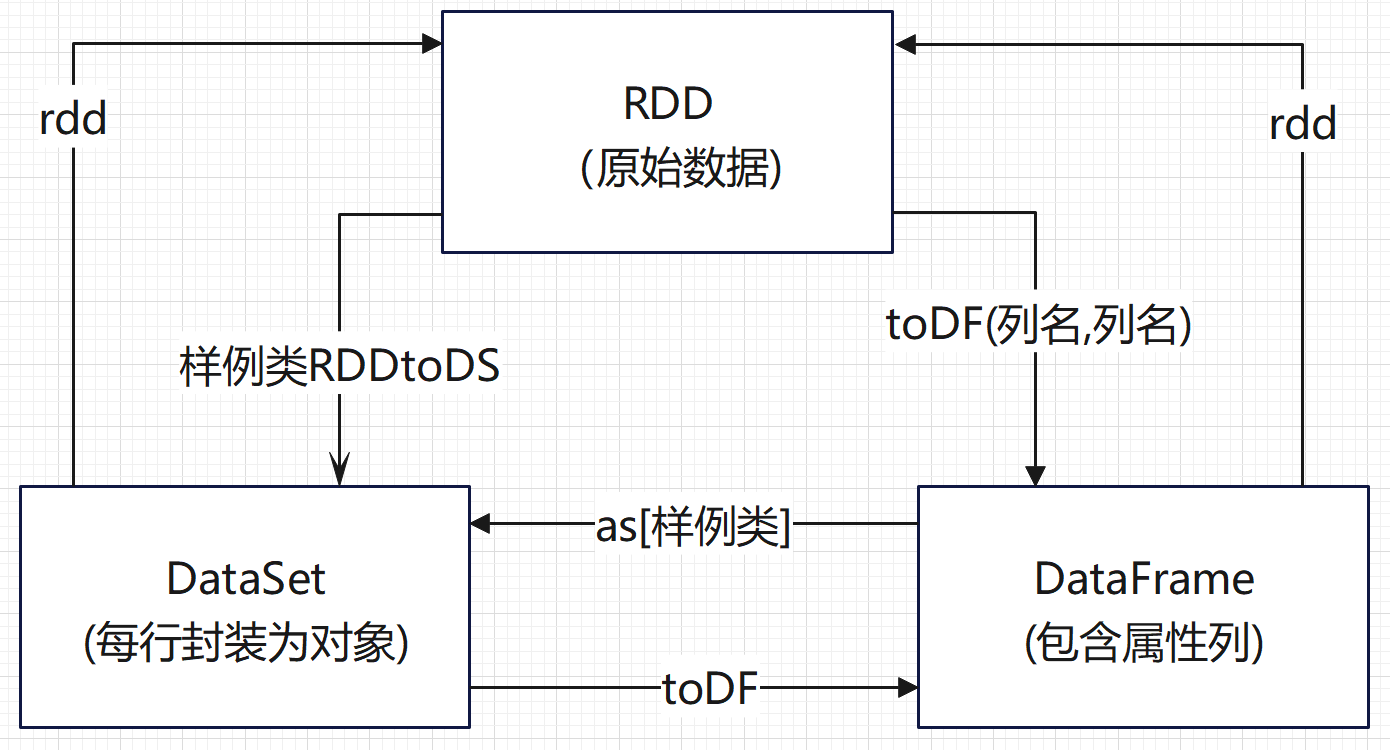 RDD
(原始数据)
rdd
rdd
样例类RDDtoDS
toDF(列名,列名)
as[样例类]
DataSet
(每行封装为对象)
DataFrame
(包含属性列)
toDF